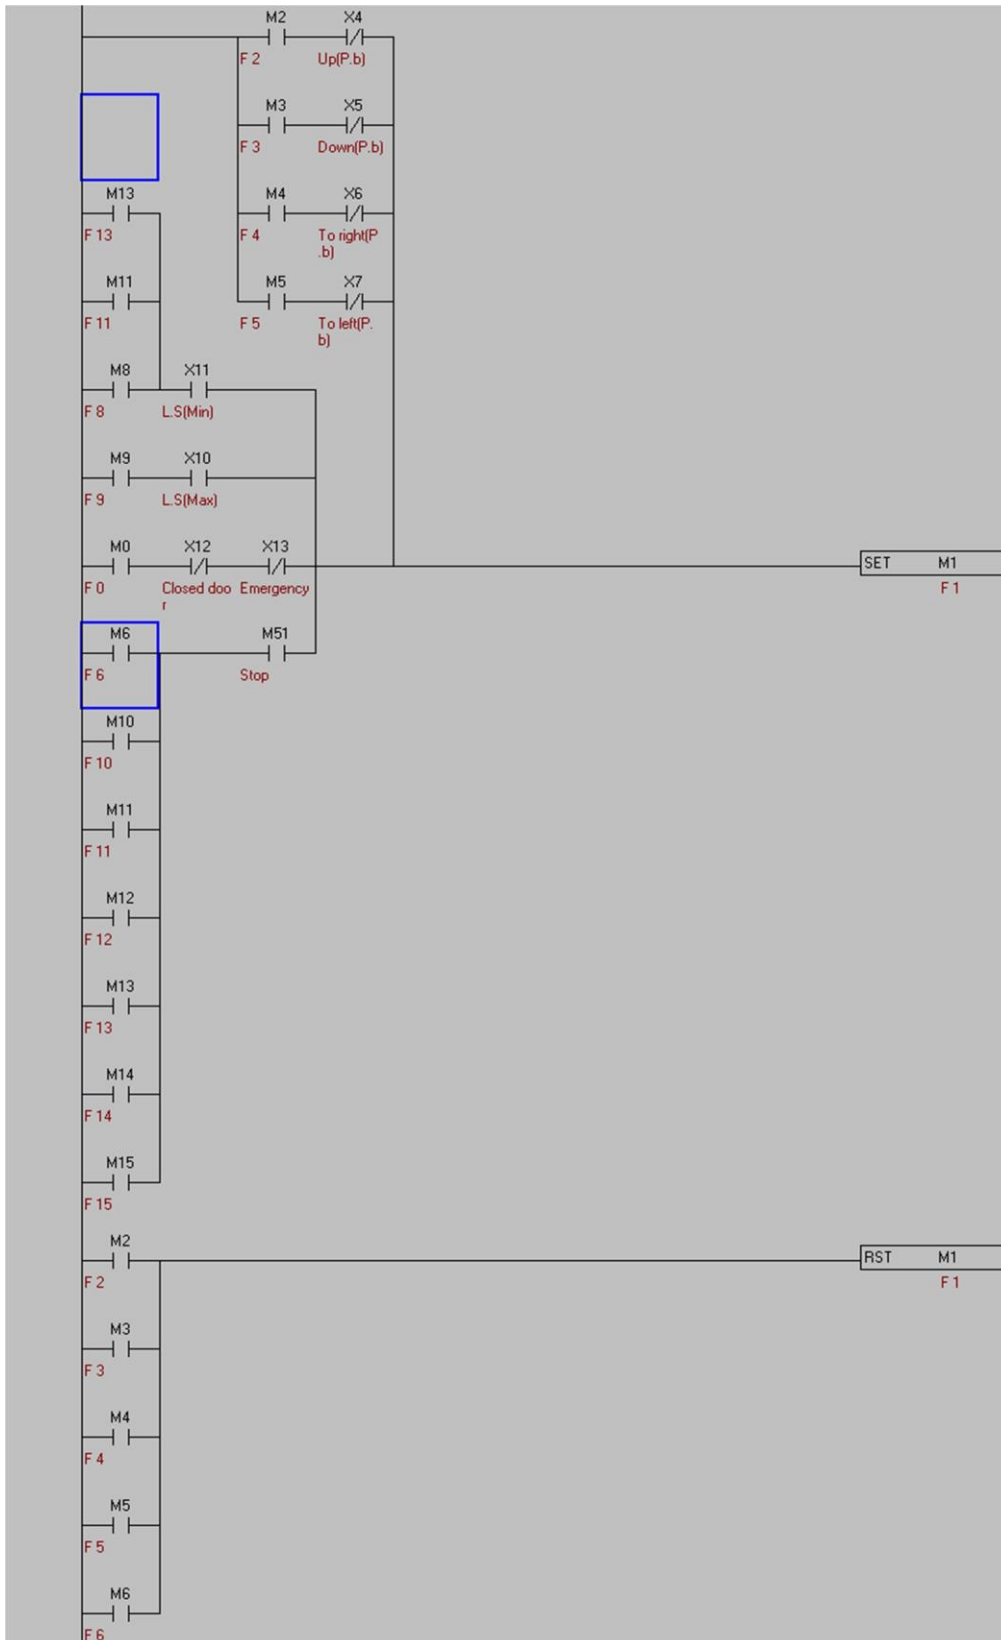 M2 X4
F 2 Up(P.b)
M3 X5
F 3 Down(P.b)
M13 M4 X6
F 13 F 4 To right(P
.b)
M11 M5 X7
F 11 F 5 To left(P.
b)
M8 X11
F 8 L.S(Min)
M9 X10
F 9 L.S(Max)
M0 X12 X13
SET M1
F 0 Closed doo Emergency F 1
r
M6 M51
F 6 Stop
M10
F 10
M11
F 11
M12
F 12
M13
F 13
M14
F 14
M15
F 15
M2
RST M1
F 2 F 1
M3
F 3
M4
F 4
M5
F 5
M6
F 6